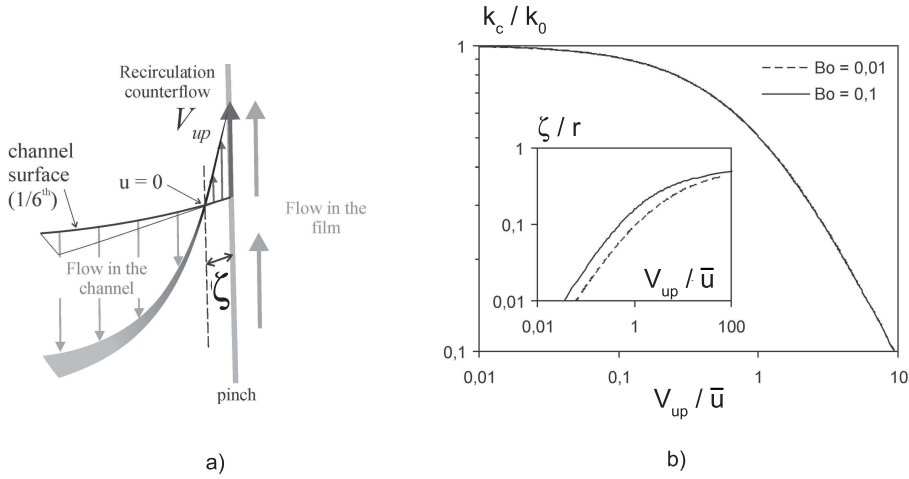 Recirculation
counterflow
V_up
channel
surface
(1/6th)
u = 0
Flow in the
film
Flow in the
channel
ζ
pinch
a)
k_c / k_0
1
0,1
Bo = 0,01
Bo = 0,1
ζ / r
1
0,1
0,01
V_up / ū
0,01
1
100
0,01
0,1
1
10
V_up / ū
b)